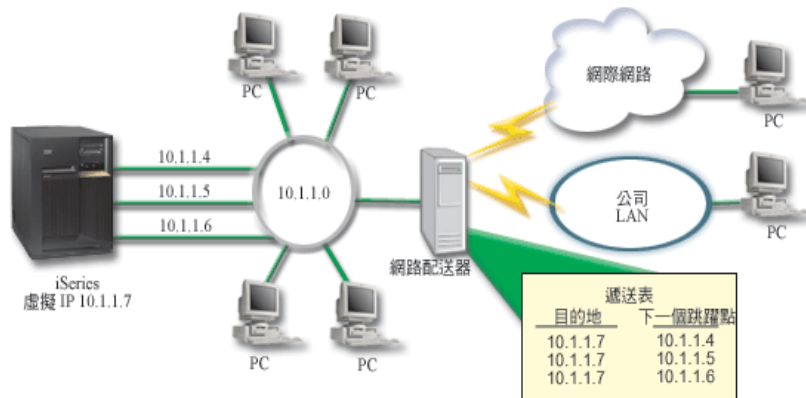 PC
PC
網際網路
PC
10.1.1.4
10.1.1.5
10.1.1.6
10.1.1.0
公司
LAN
PC
網路配送器
iSeries
虛擬 IP 10.1.1.7
PC
PC
遞送表
目的地 下一個跳躍點
10.1.1.7 10.1.1.4
10.1.1.7 10.1.1.5
10.1.1.7 10.1.1.6